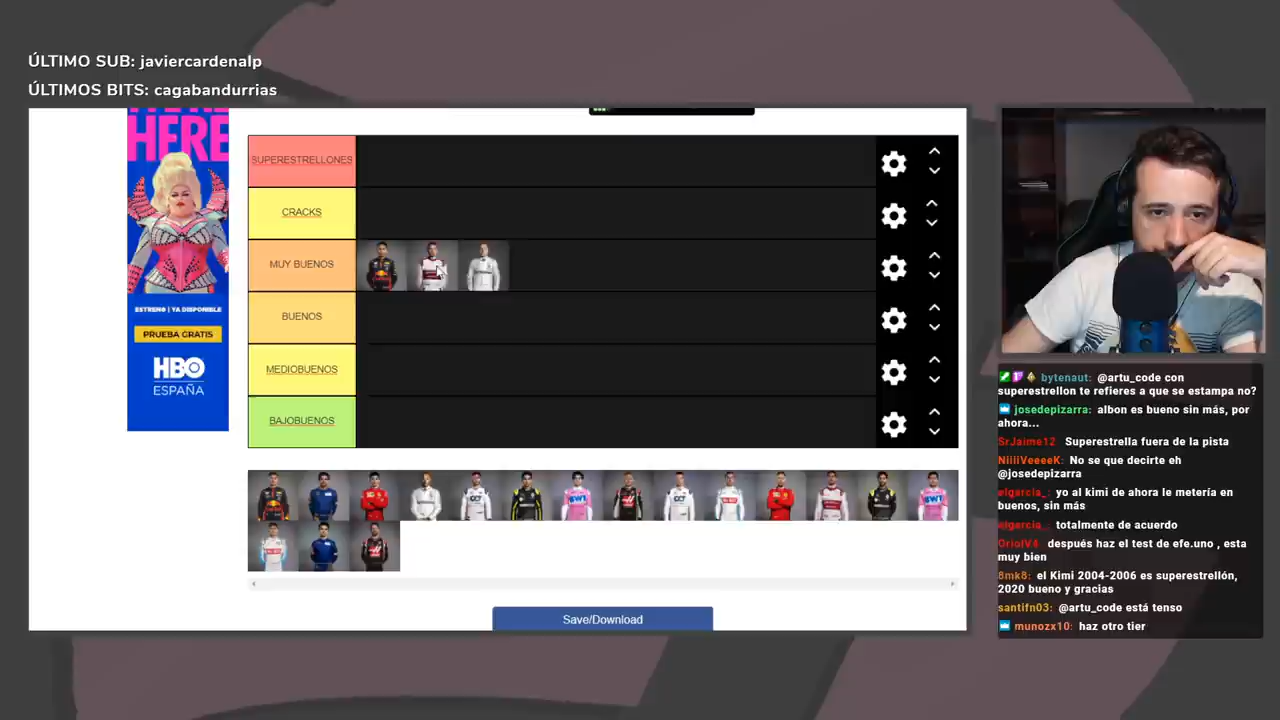 ÚLTIMO SUB: javiercardenalp
ÚLTIMOS BITS: cagabandurrias
HERE
ESTRENO | YA DISPONIBLE
PRUEBA GRATIS
HBO
ESPAÑA
SUPERESTRELLONES
CRACKS
MUY BUENOS
BUENOS
MEDIOBUENOS
BAJOBUENOS
Save/Download
bytenaut: @artu_code con
superestrellon te refieres a que se estampa no?
josedepizarra: albon es bueno sin más, por
ahora...
SrJaime12: Superestrella fuera de la pista
NiiiiVeeeeK: No se que decirte eh
@josedepizarra
elgarcia_: yo al kimi de ahora le metería en
buenos, sin más
elgarcia_: totalmente de acuerdo
OriolV4: después haz el test de efe.uno , esta
muy bien
8mk8: el Kimi 2004-2006 es superestrellón,
2020 bueno y gracias
santifn03: @artu_code está tenso
munozx10: haz otro tier